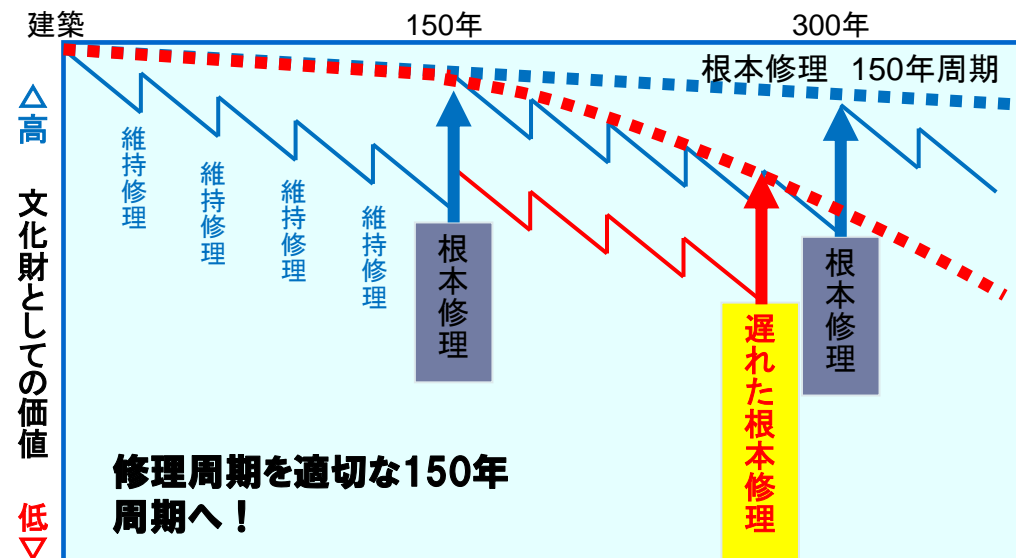 建築
150年
300年
根本修理 150年周期
△高
文化財としての価値
低▽
維持修理
維持修理
維持修理
維持修理
根本修理
遅れた根本修理
根本修理
修理周期を適切な150年
周期へ！